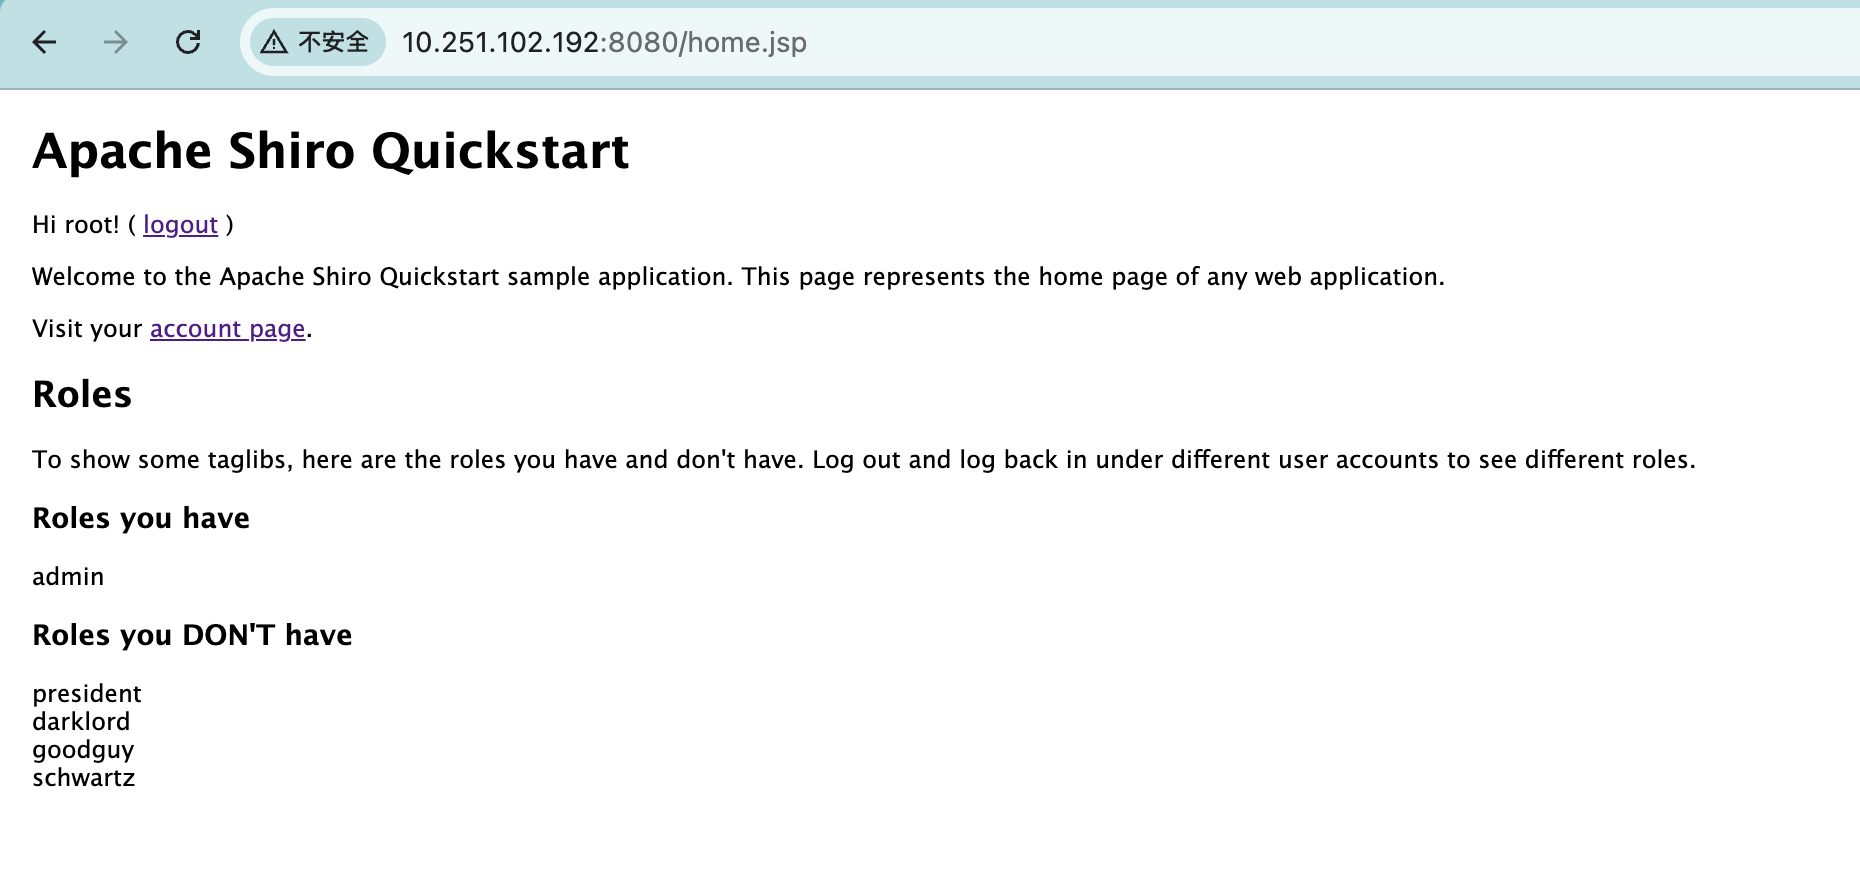 不安全 10.251.102.192:8080/home.jsp
Apache Shiro Quickstart
Hi root! ( logout )
Welcome to the Apache Shiro Quickstart sample application. This page represents the home page of any web application.
Visit your account page.
Roles
To show some taglibs, here are the roles you have and don't have. Log out and log back in under different user accounts to see different roles.
Roles you have
admin
Roles you DON'T have
president
darklord
goodguy
schwartz